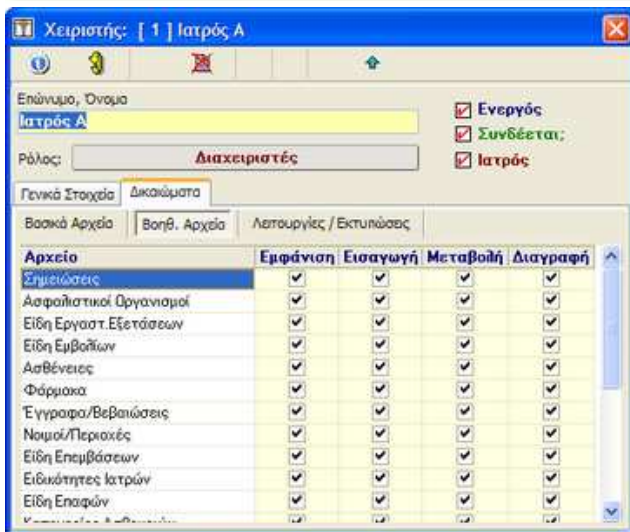 Χειριστής: [ 1 ] Ιατρός Α
Επώνυμο, Όνομα
Ιατρός Α
Ενεργός
Συνδέεται;
Ρόλος: Διαχειριστές
Ιατρός
Γενικά Στοιχεία Δικαιώματα
Βασικά Αρχεία Βοηθ. Αρχεία Λειτουργίες / Εκτυπώσεις
Αρχείο Εμφάνιση Εισαγωγή Μεταβολή Διαγραφή
Σημειώσεις
Ασφαλιστικοί Οργανισμοί
Είδη Εργαστ.Εξετάσεων
Είδη Εμβολίων
Ασθένειες
Φάρμακα
Έγγραφα/Βεβαιώσεις
Νομοί/Περιοχές
Είδη Επεμβάσεων
Ειδικότητες Ιατρών
Είδη Επαφών